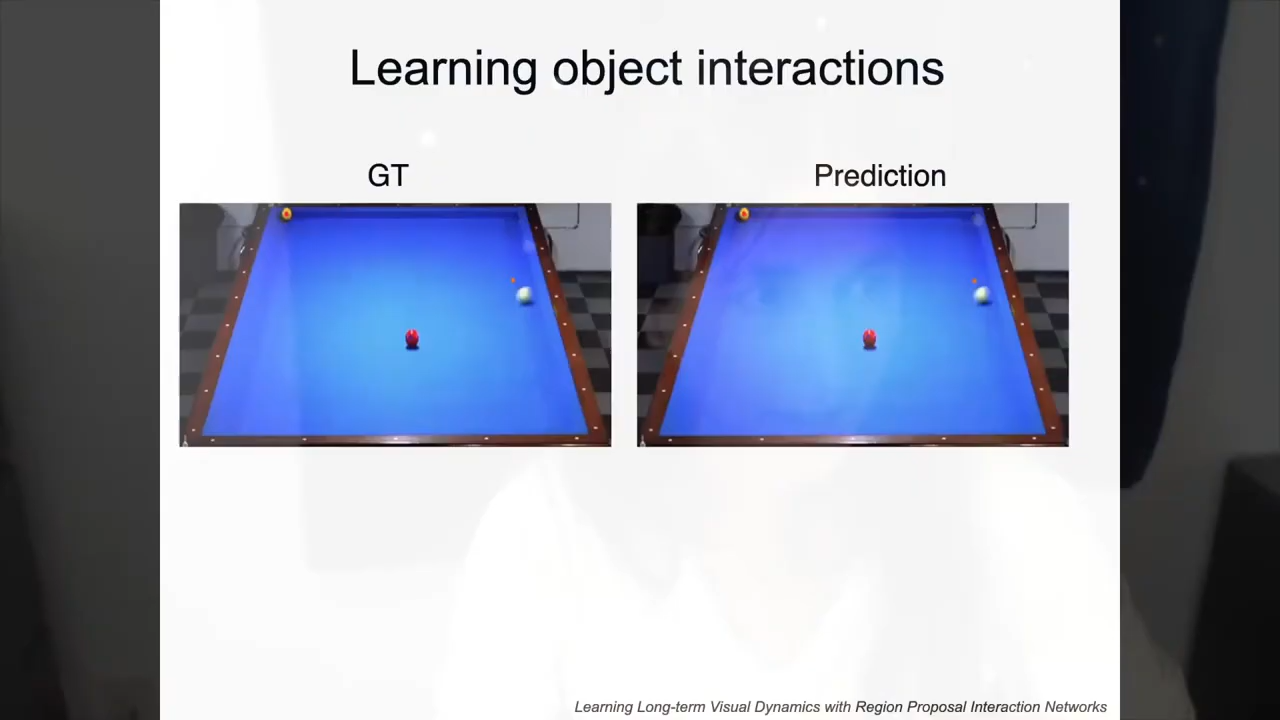 Learning object interactions
GT
Prediction
Learning Long-term Visual Dynamics with Region Proposal Interaction Networks